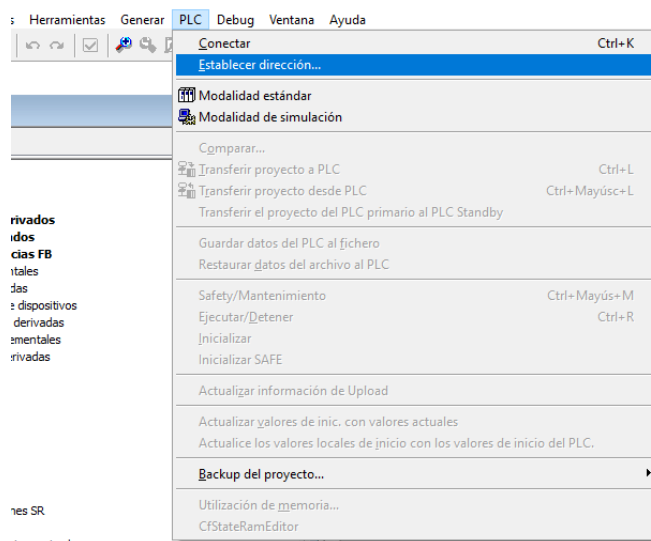 Herramientas Generar PLC Debug Ventana Ayuda
Conectar Ctrl+K
Establecer dirección...
Modalidad estándar
Modalidad de simulación
Comparar...
Transferir proyecto a PLC Ctrl+L
Transferir proyecto desde PLC Ctrl+Mayúsc+L
Transferir el proyecto del PLC primario al PLC Standby
rivados
Guardar datos del PLC al fichero
cias FB
Restaurar datos del archivo al PLC
ntales
das
Safety/Mantenimiento Ctrl+Mayús+M
e dispositivos
Ejecutar/Detener Ctrl+R
derivadas
Inicializar
ementales
Inicializar SAFE
erivadas
Actualizar información de Upload
Actualizar valores de inic. con valores actuales
Actualice los valores locales de inicio con los valores de inicio del PLC.
Backup del proyecto...
Utilización de memoria...
nes SR
CfStateRamEditor